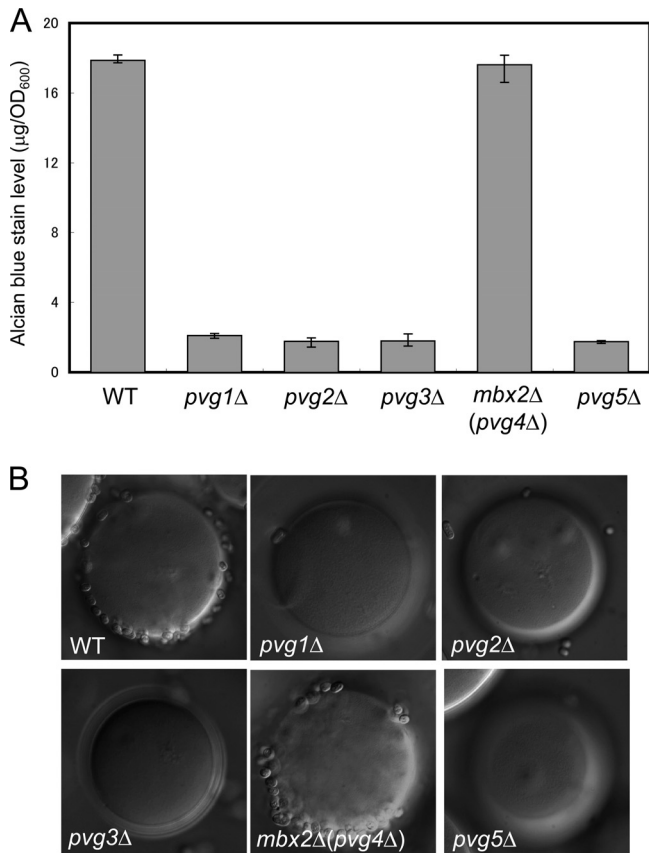 A
Alcian blue stain level (μg/OD600)
20
16
12
8
4
0
WT
pvg1Δ
pvg2Δ
pvg3Δ
mbx2Δ
(pvg4Δ)
pvg5Δ
B
WT
pvg1Δ
pvg2Δ
pvg3Δ
mbx2Δ(pvg4Δ)
pvg5Δ